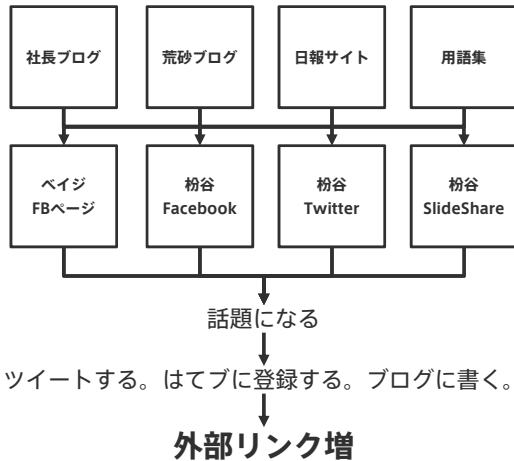 社長ブログ
荒砂ブログ
日報サイト
用語集
ベイジ
FBページ
枌谷
Facebook
枌谷
Twitter
枌谷
SlideShare
話題になる
ツイートする。はてブに登録する。ブログに書く。
外部リンク増